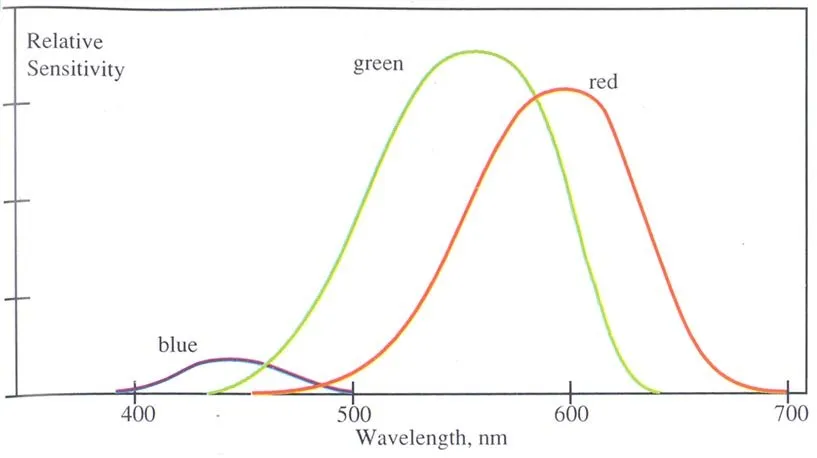 Relative
Sensitivity
green
red
blue
400
500
600
700
Wavelength, nm